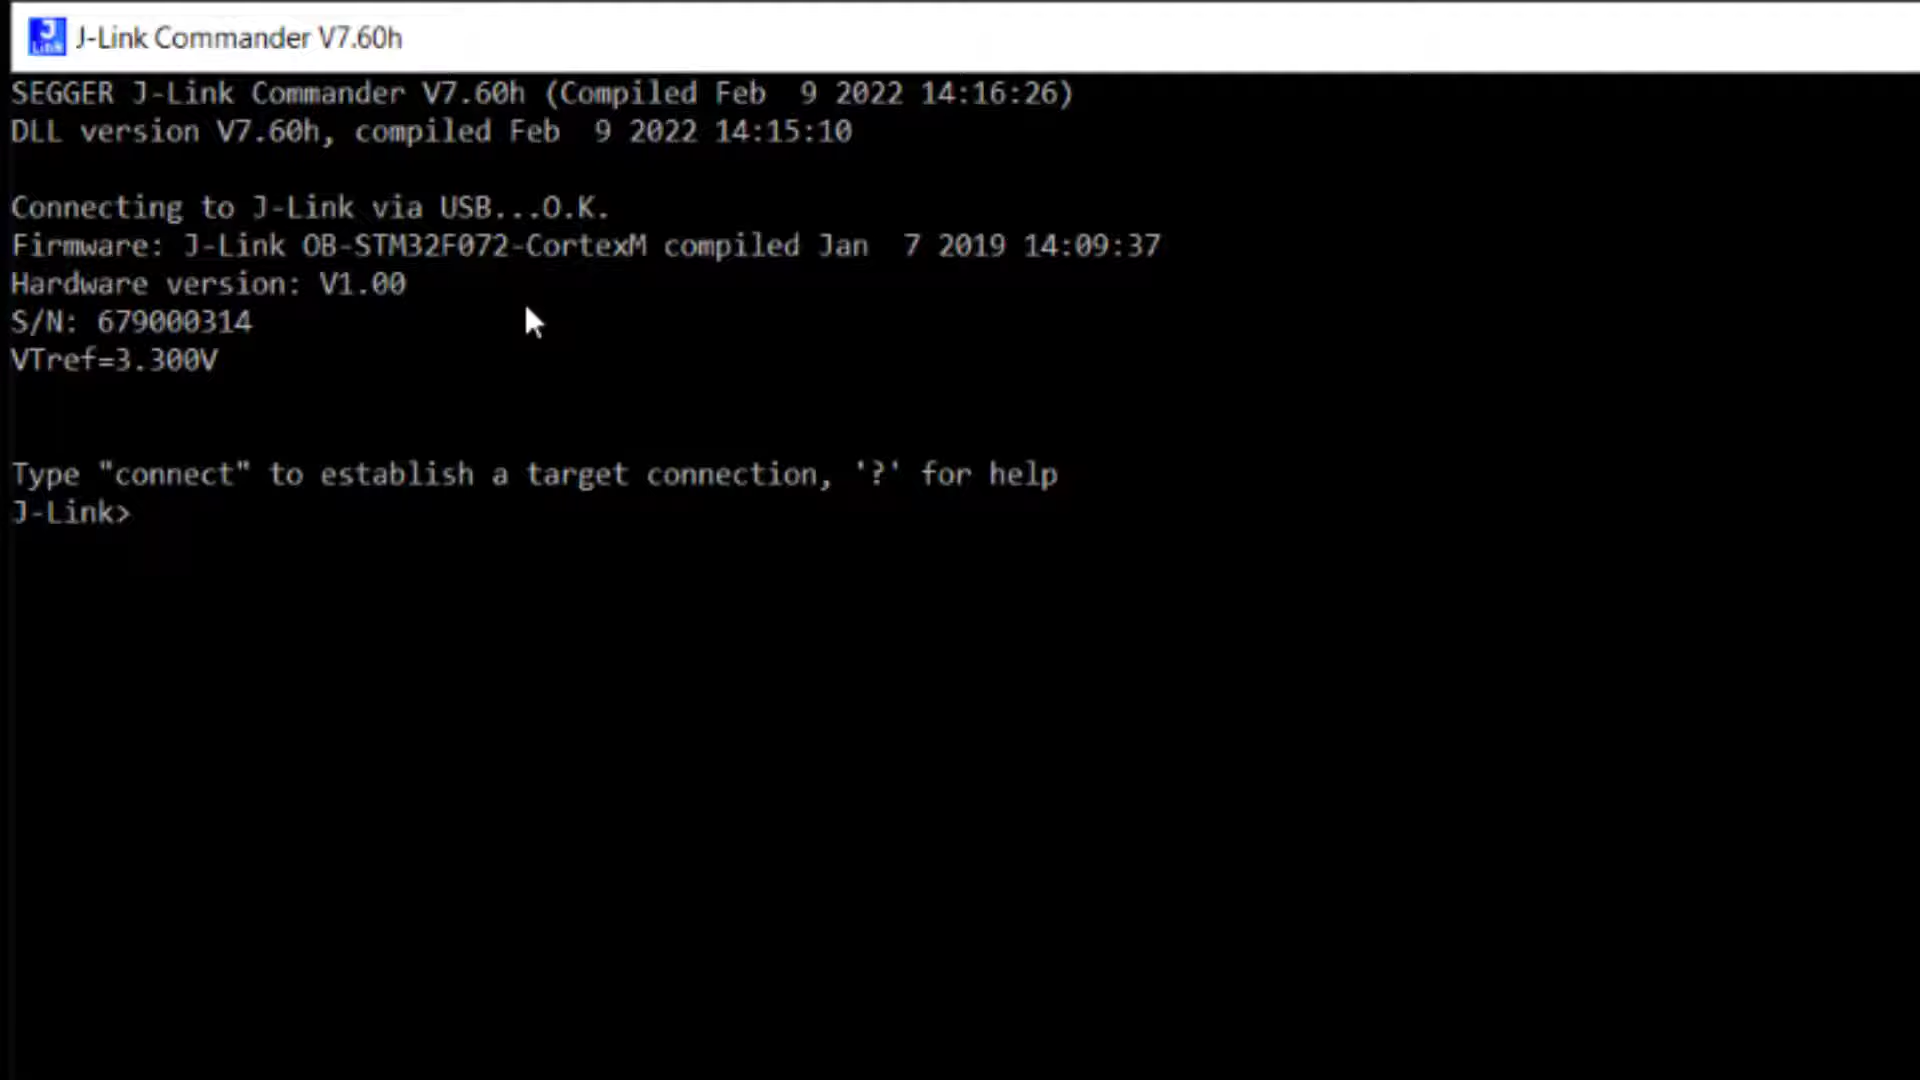 J-Link Commander V7.60h
SEGGER J-Link Commander V7.60h (Compiled Feb  9 2022 14:16:26)
DLL version V7.60h, compiled Feb  9 2022 14:15:10
Connecting to J-Link via USB...O.K.
Firmware: J-Link OB-STM32F072-CortexM compiled Jan  7 2019 14:09:37
Hardware version: V1.00
S/N: 679000314
VTref=3.300V
Type "connect" to establish a target connection, '?' for help
J-Link>